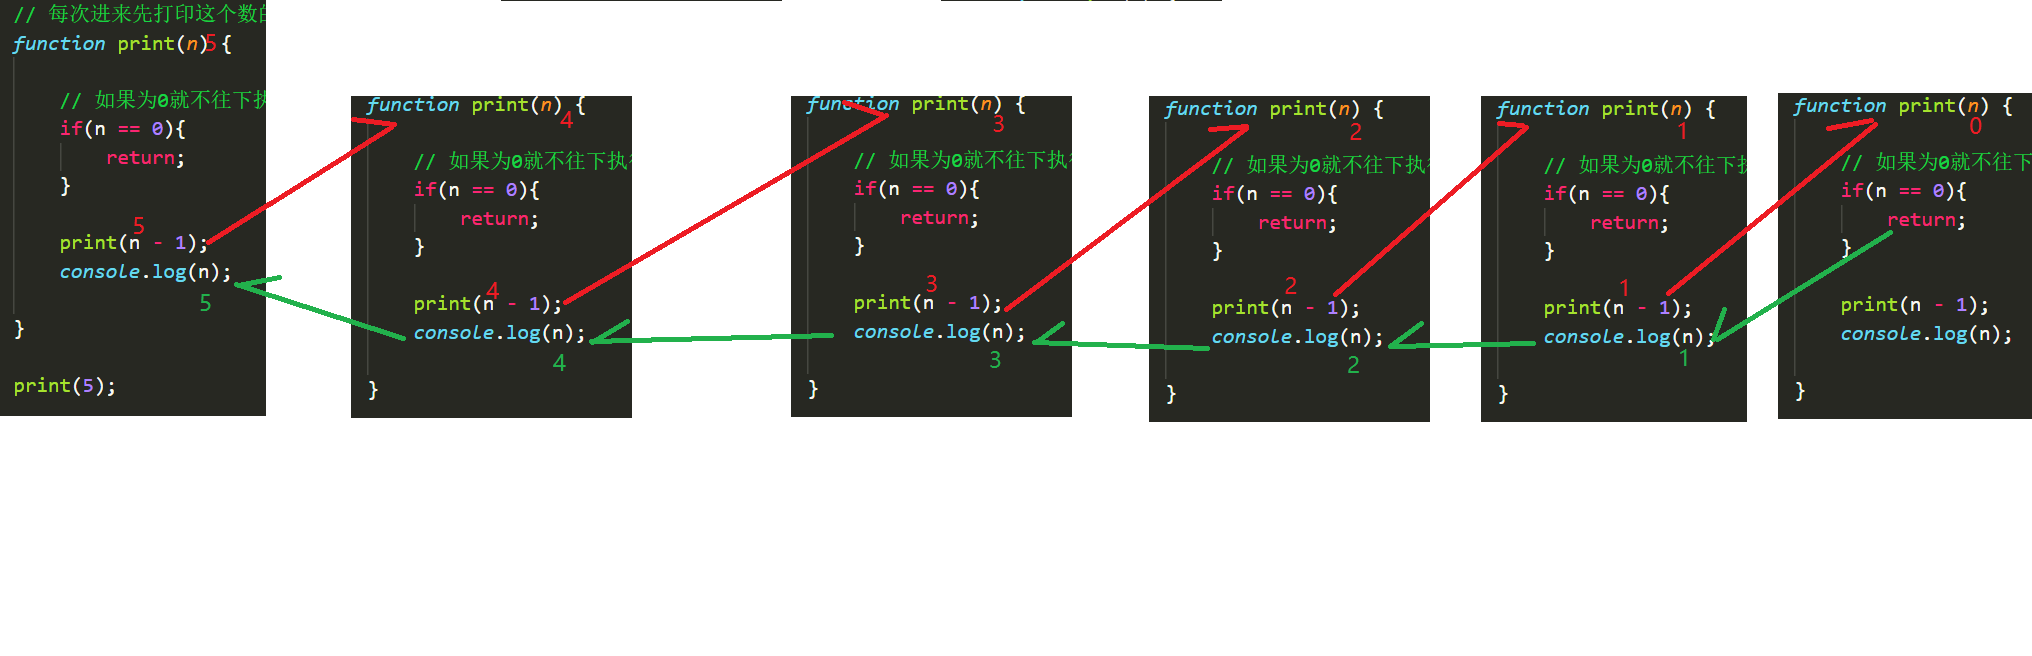 // 每次进来先打印这个数
function print(n) {
5
// 如果为0就不往下
if(n == 0){
return;
}
5
print(n - 1);
console.log(n);
5
}
print(5);
function print(n) {
4
// 如果为0就不往下执
if(n == 0){
return;
}
4
print(n - 1);
console.log(n);
4
}
function print(n) {
3
// 如果为0就不往下执
if(n == 0){
return;
}
3
print(n - 1);
console.log(n);
3
}
function print(n) {
2
// 如果为0就不往下执
if(n == 0){
return;
}
2
print(n - 1);
console.log(n);
2
}
function print(n) {
1
// 如果为0就不往下
if(n == 0){
return;
}
1
print(n - 1);
console.log(n);
1
}
function print(n) {
0
// 如果为0就不往下
if(n == 0){
return;
}
print(n - 1);
console.log(n);
}